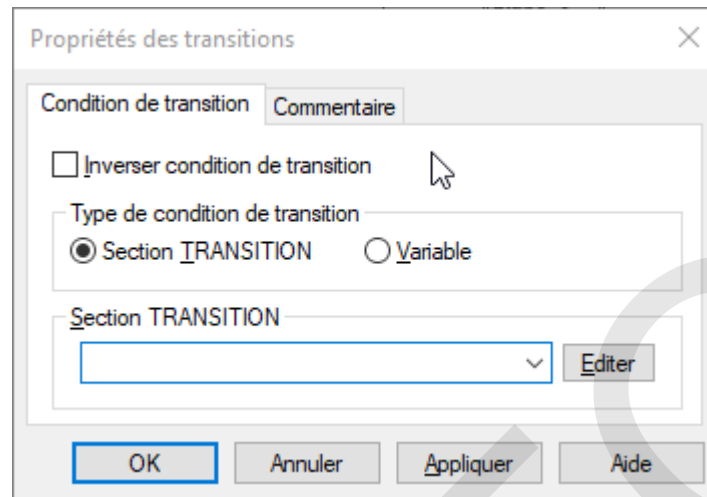 Propriétés des transitions
Condition de transition Commentaire
Inverser condition de transition
Type de condition de transition
Section TRANSITION Variable
Section TRANSITION
Editer
OK Annuler Appliquer Aide